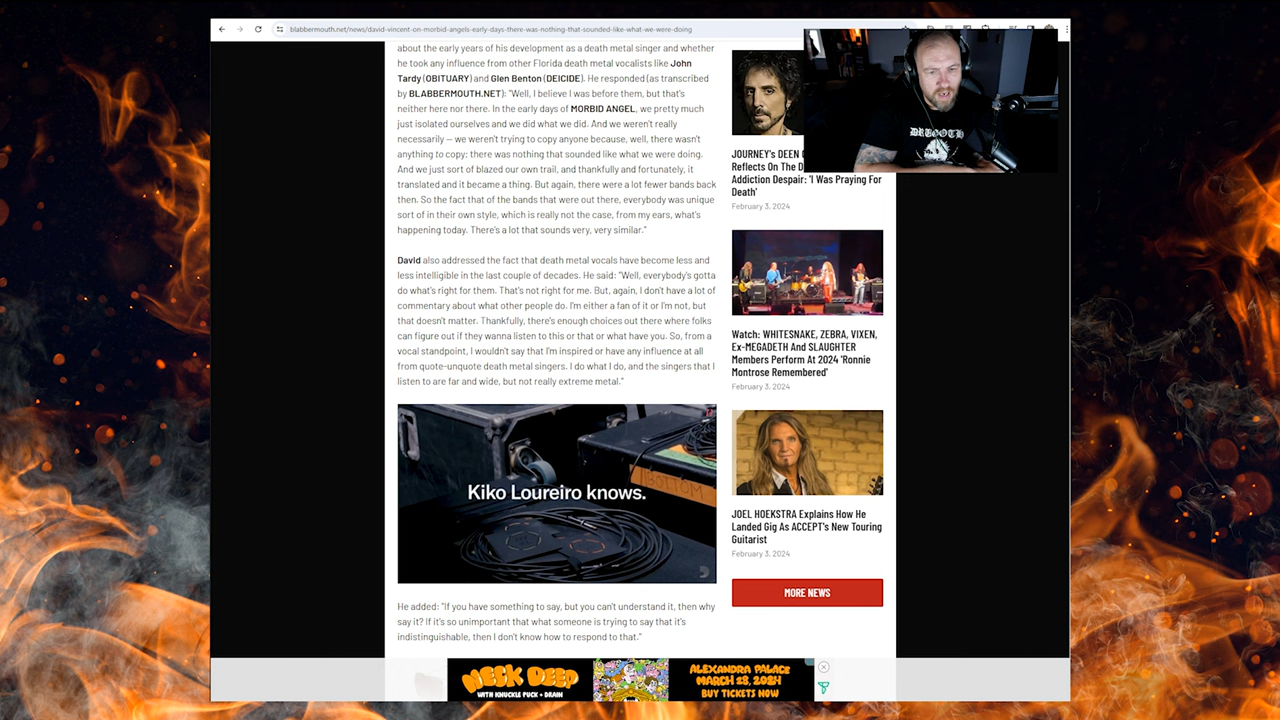 blabbermouth.net/news/david-vincent-on-morbid-angels-early-days-there-was-nothing-that-sounded-like-what-we-were-doing
about the early years of his development as a death metal singer and whether
he took any influence from other Florida death metal vocalists like John
Tardy (OBITUARY) and Glen Benton (DEICIDE). He responded (as transcribed
by BLABBERMOUTH.NET): "Well, I believe I was before them, but that's
neither here nor there. In the early days of MORBID ANGEL, we pretty much
just isolated ourselves and we did what we did. And we weren't really
necessarily — we weren't trying to copy anyone because, well, there wasn't
anything to copy; there was nothing that sounded like what we were doing.
And we just sort of blazed our own trail, and thankfully and fortunately, it
translated and it became a thing. But again, there were a lot fewer bands back
then. So the fact that of the bands that were out there, everybody was unique
sort of in their own style, which is really not the case, from my ears, what's
happening today. There's a lot that sounds very, very similar."
David also addressed the fact that death metal vocals have become less and
less intelligible in the last couple of decades. He said: "Well, everybody's gotta
do what's right for them. That's not right for me. But, again, I don't have a lot of
commentary about what other people do. I'm either a fan of it or I'm not, but
that doesn't matter. Thankfully, there's enough choices out there where folks
can figure out if they wanna listen to this or that or what have you. So, from a
vocal standpoint, I wouldn't say that I'm inspired or have any influence at all
from quote-unquote death metal singers. I do what I do, and the singers that I
listen to are far and wide, but not really extreme metal."
Kiko Loureiro knows.
He added: "If you have something to say, but you can't understand it, then why
say it? If it's so unimportant that what someone is trying to say that it's
indistinguishable, then I don't know how to respond to that."
JOURNEY's DEEN
Reflects On The D
Addiction Despair: 'I Was Praying For
Death'
February 3, 2024
Watch: WHITESNAKE, ZEBRA, VIXEN,
Ex-MEGADETH And SLAUGHTER
Members Perform At 2024 'Ronnie
Montrose Remembered'
February 3, 2024
JOEL HOEKSTRA Explains How He
Landed Gig As ACCEPT's New Touring
Guitarist
February 3, 2024
MORE NEWS
DRUGOTH
NECK DEEP
WITH KNUCKLE PUCK + DRAIN
ALEXANDRA PALACE
MARCH 28, 2024
BUY TICKETS NOW